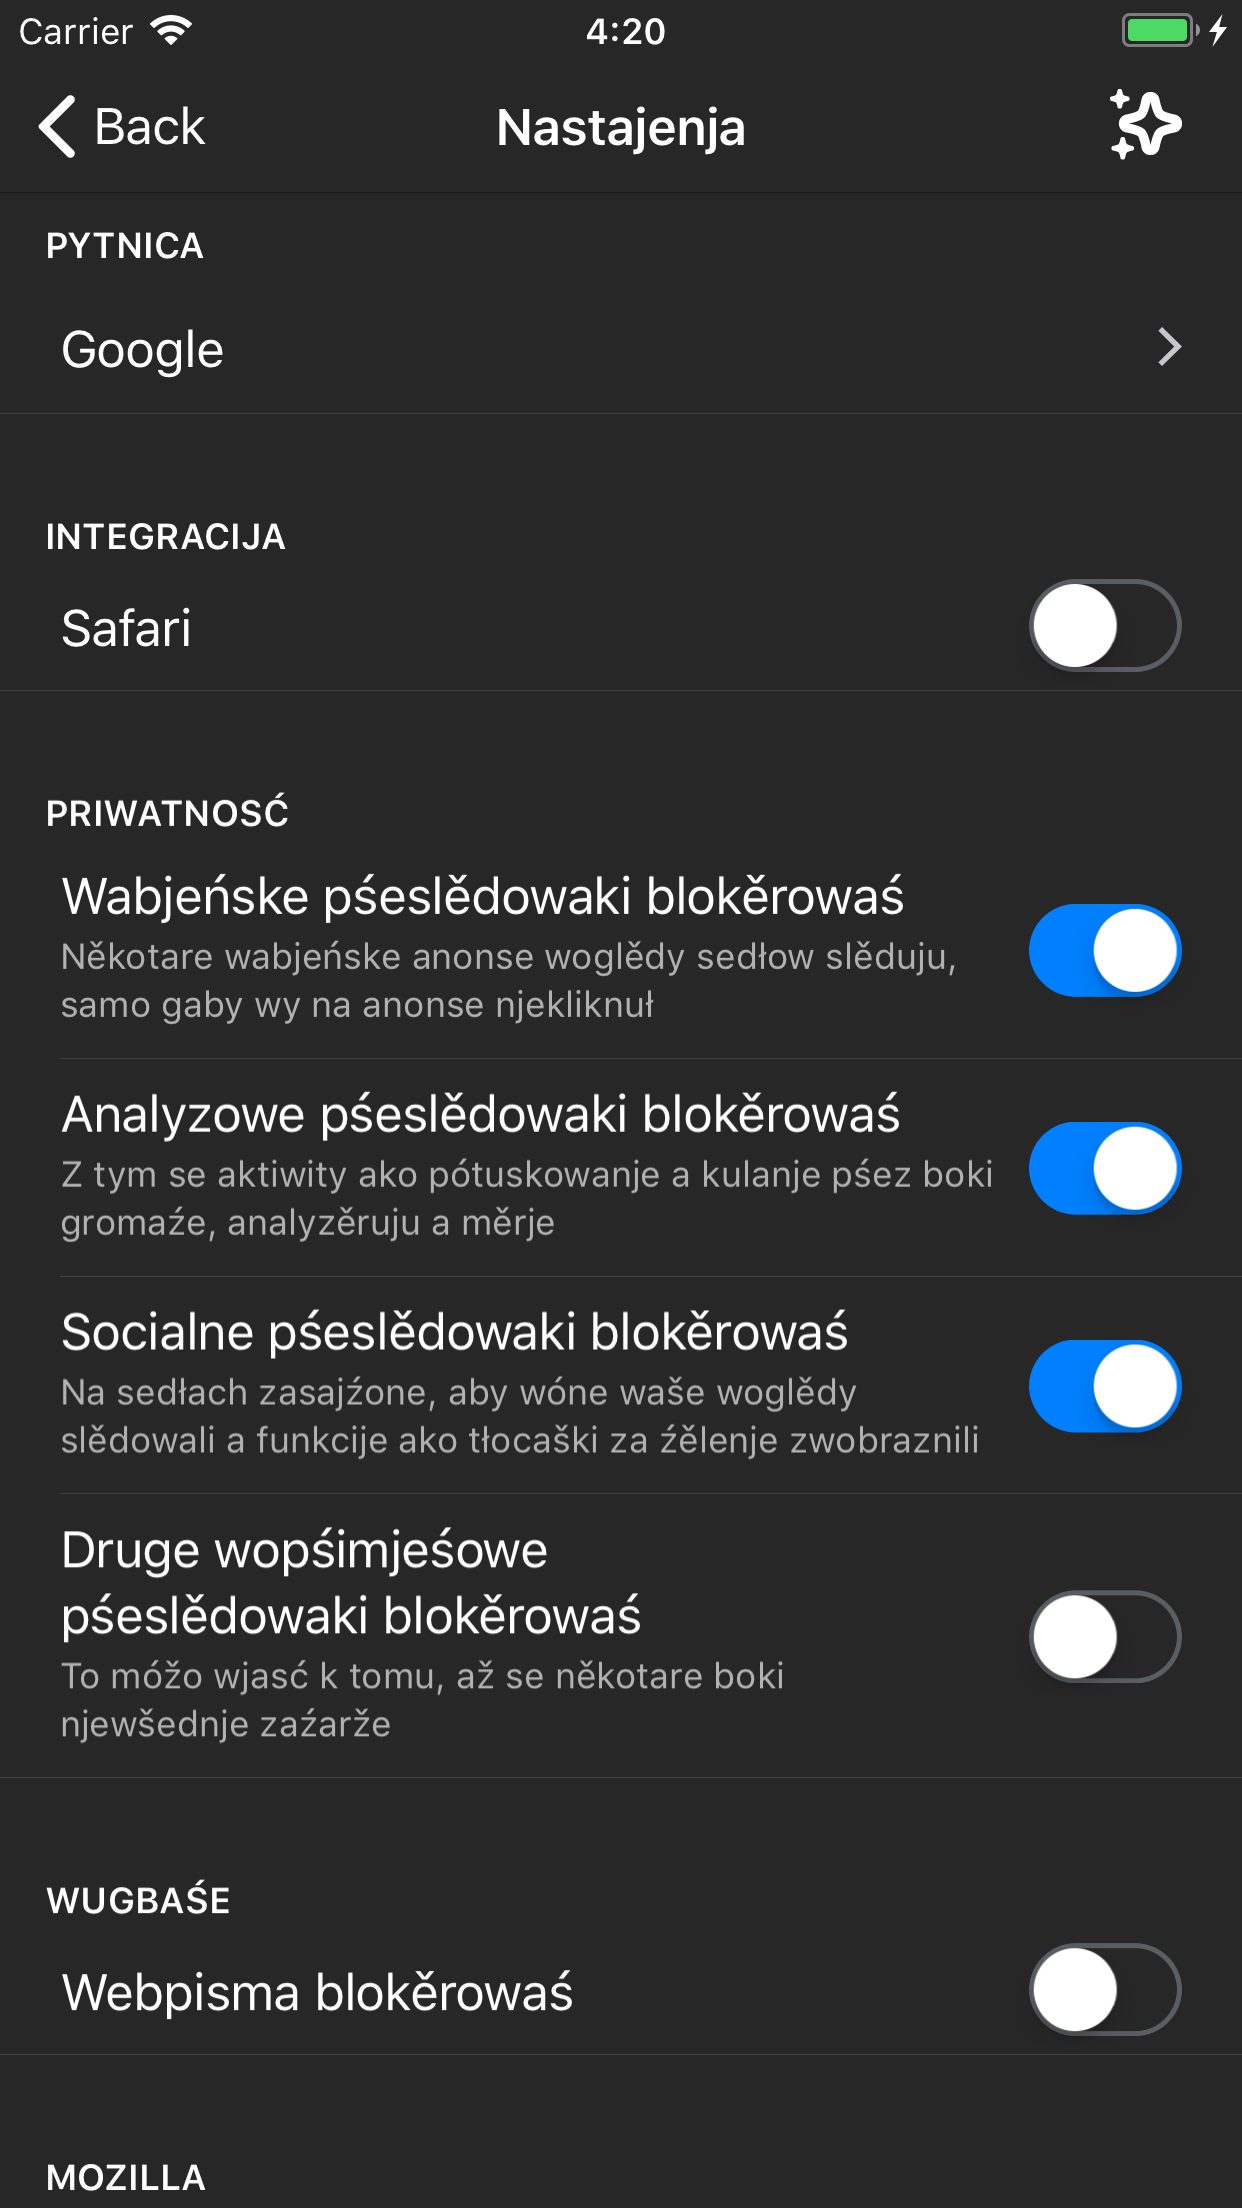 Carrier 4:20
Back Nastajenja
PYTNICA
Google
INTEGRACIJA
Safari
PRIWATNOSĆ
Wabjeńske pśeslědowaki blokěrowaś
Někotare wabjeńske anonse woglědy sedłow slěduju,
samo gaby wy na anonse njekliknuł
Analyzowe pśeslědowaki blokěrowaś
Z tym se aktiwity ako pótuskowanje a kulanje pśez boki
gromaźe, analyzěruju a měrje
Socialne pśeslědowaki blokěrowaś
Na sedłach zasajźone, aby wóne waše woglědy
slědowali a funkcije ako tłocaški za źělenje zwobraznili
Druge wopśimjeśowe
pśeslědowaki blokěrowaś
To móžo wjasć k tomu, až se někotare boki
njewšednje zaźarže
WUGBAŚE
Webpisma blokěrowaś
MOZILLA